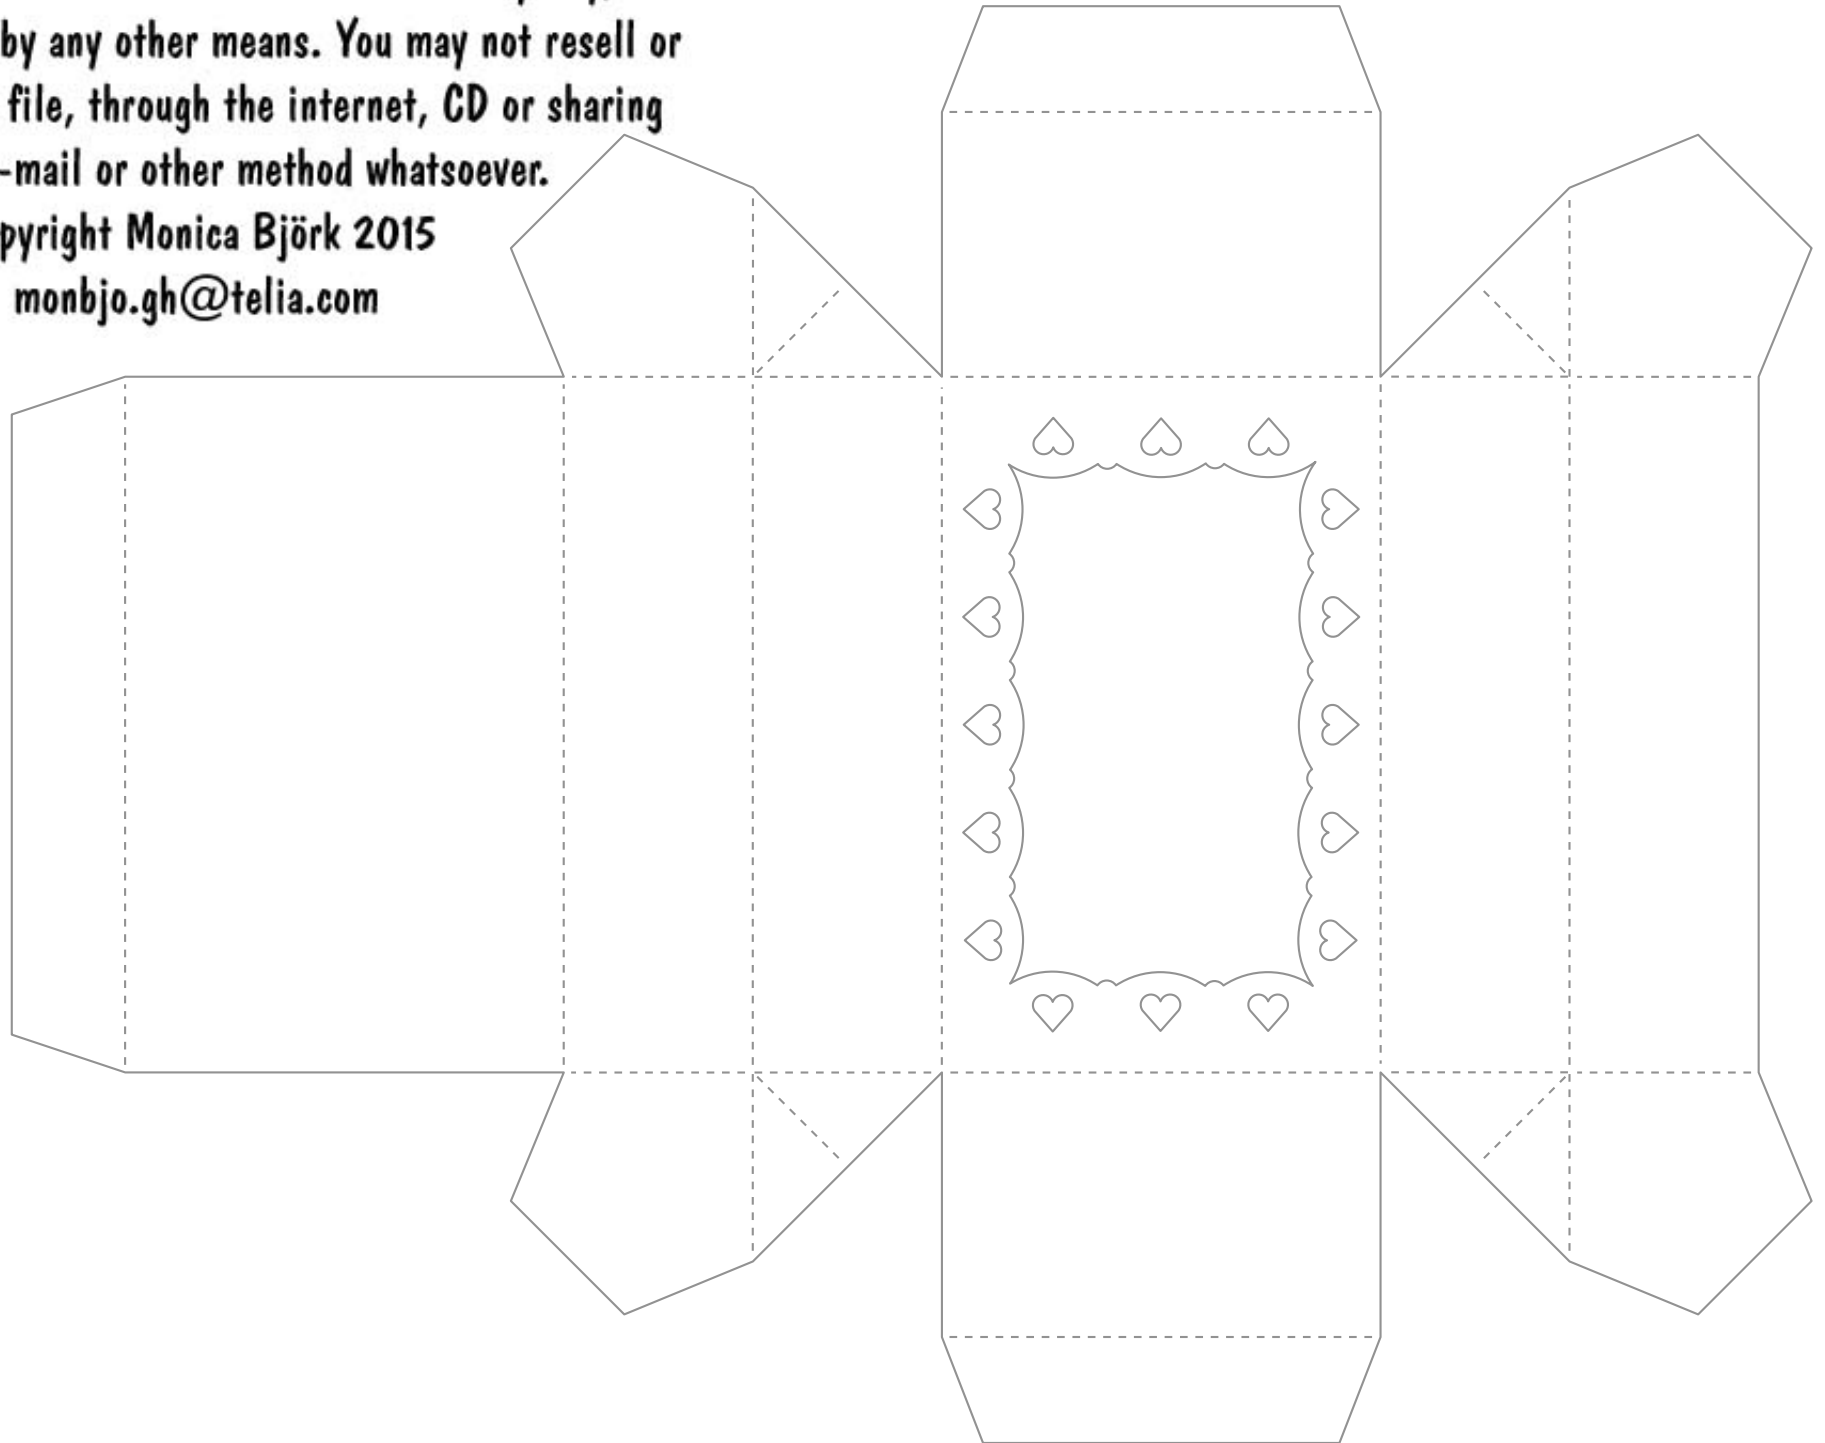 by any other means. You may not resell or
file, through the internet, CD or sharing
-mail or other method whatsoever.
pyright Monica Björk 2015
monbjo.gh@telia.com